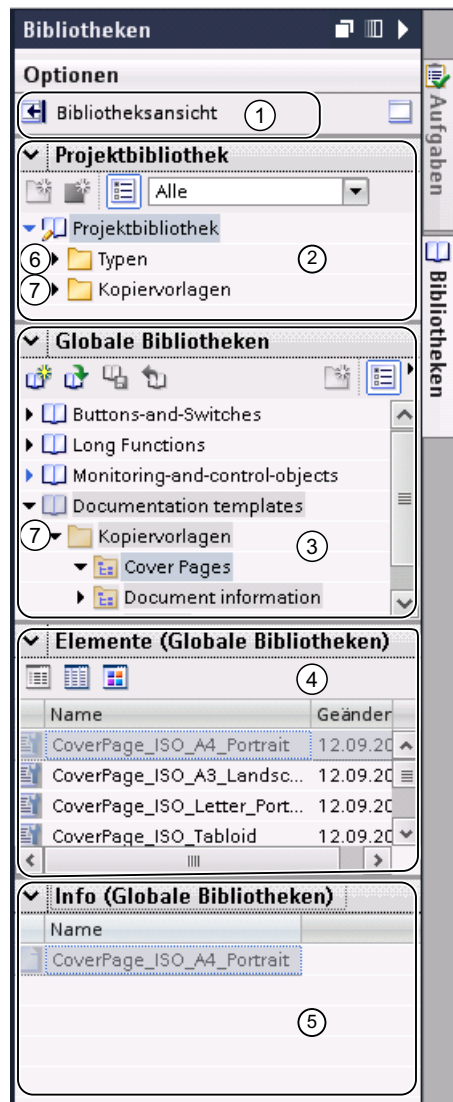 Bibliotheken
Optionen
Bibliotheksansicht 1
Projektbibliothek
Alle
Projektbibliothek
6 Typen 2
7 Kopiervorlagen
Globale Bibliotheken
Buttons-and-Switches
Long Functions
Monitoring-and-control-objects
Documentation templates
7 Kopiervorlagen 3
Cover Pages
Document information
Elemente (Globale Bibliotheken)
4
Name Geänder
CoverPage_ISO_A4_Portrait 12.09.20
CoverPage_ISO_A3_Landsc... 12.09.20
CoverPage_ISO_Letter_Port... 12.09.20
CoverPage_ISO_Tabloid 12.09.20
Info (Globale Bibliotheken)
Name
CoverPage_ISO_A4_Portrait
5
Aufgaben
Bibliotheken